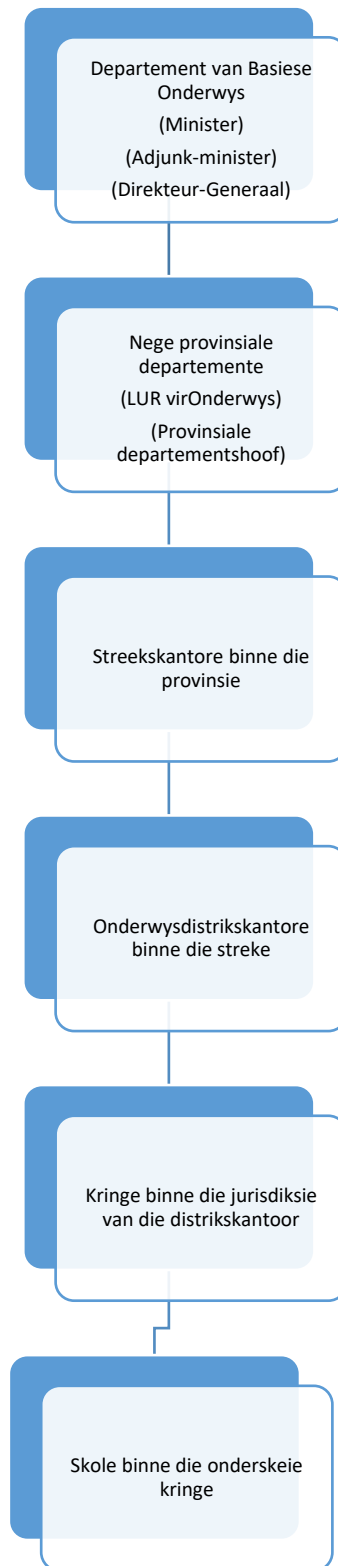 Departement van Basiese
Onderwys
(Minister)
(Adjunk-minister)
(Direkteur-Generaal)
Nege provinsiale
departemente
(LUR virOnderwys)
(Provinsiale
departementshoof)
Streekskantore binne die
provinsie
Onderwysdistrikskantore
binne die streke
Kringe binne die jurisdiksie
van die distrikskantoor
Skole binne die onderskeie
kringe